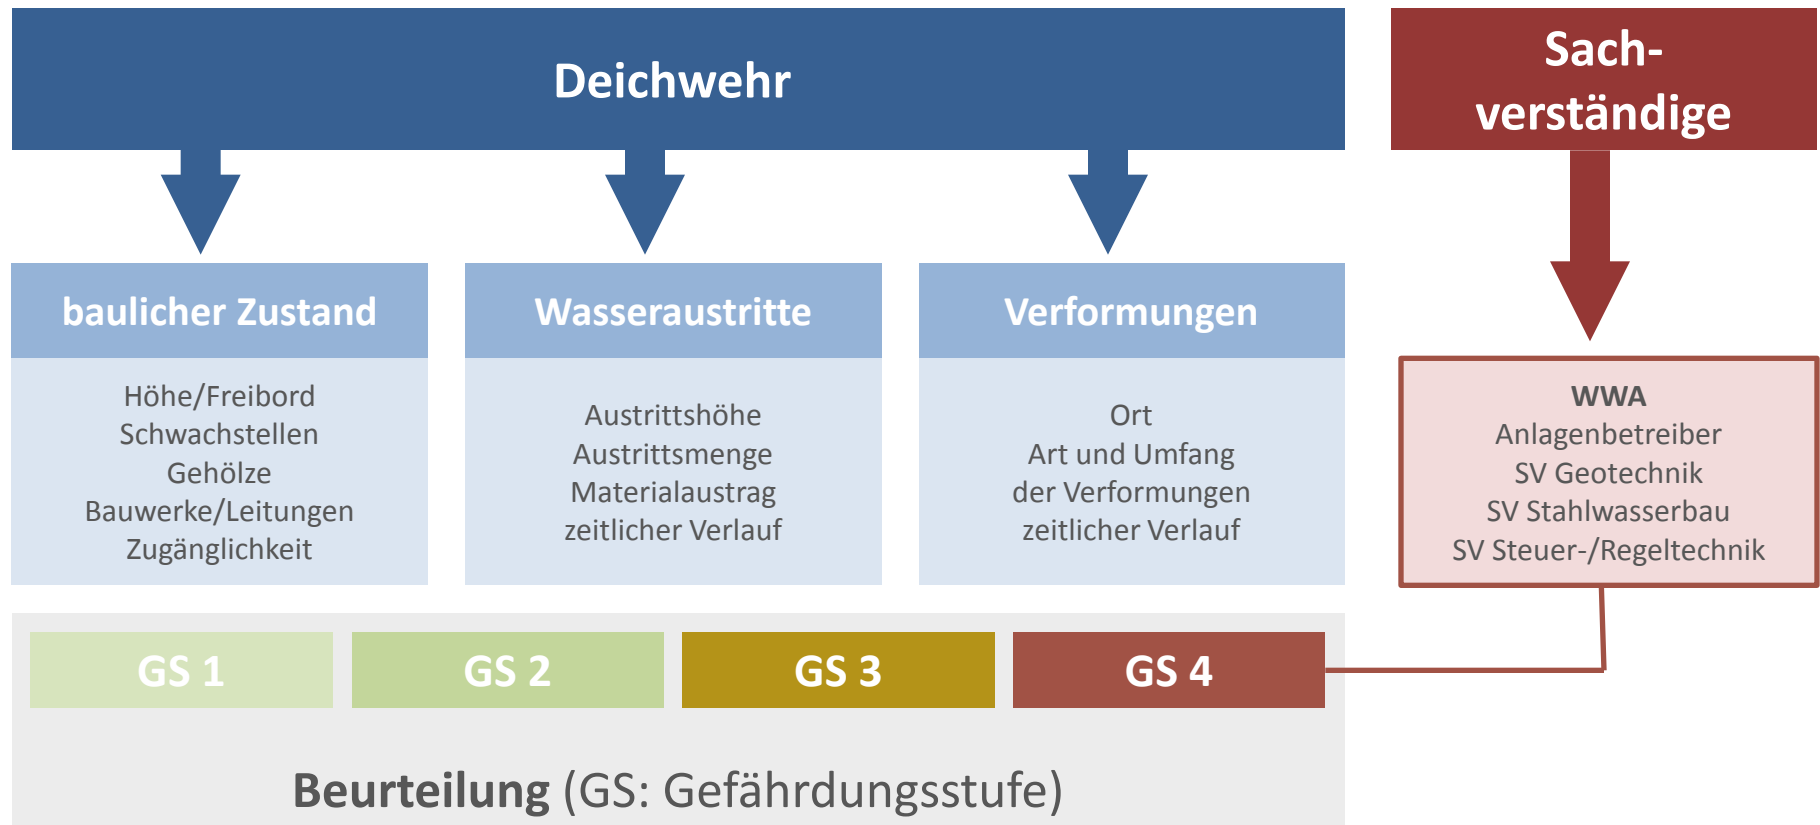 Deichwehr
Sach-
verständige
baulicher Zustand
Höhe/Freibord
Schwachstellen
Gehölze
Bauwerke/Leitungen
Zugänglichkeit
Wasseraustritte
Austrittshöhe
Austrittsmenge
Materialaustrag
zeitlicher Verlauf
Verformungen
Ort
Art und Umfang
der Verformungen
zeitlicher Verlauf
WWA
Anlagenbetreiber
SV Geotechnik
SV Stahlwasserbau
SV Steuer-/Regeltechnik
GS 1
GS 2
GS 3
GS 4
Beurteilung (GS: Gefährdungsstufe)